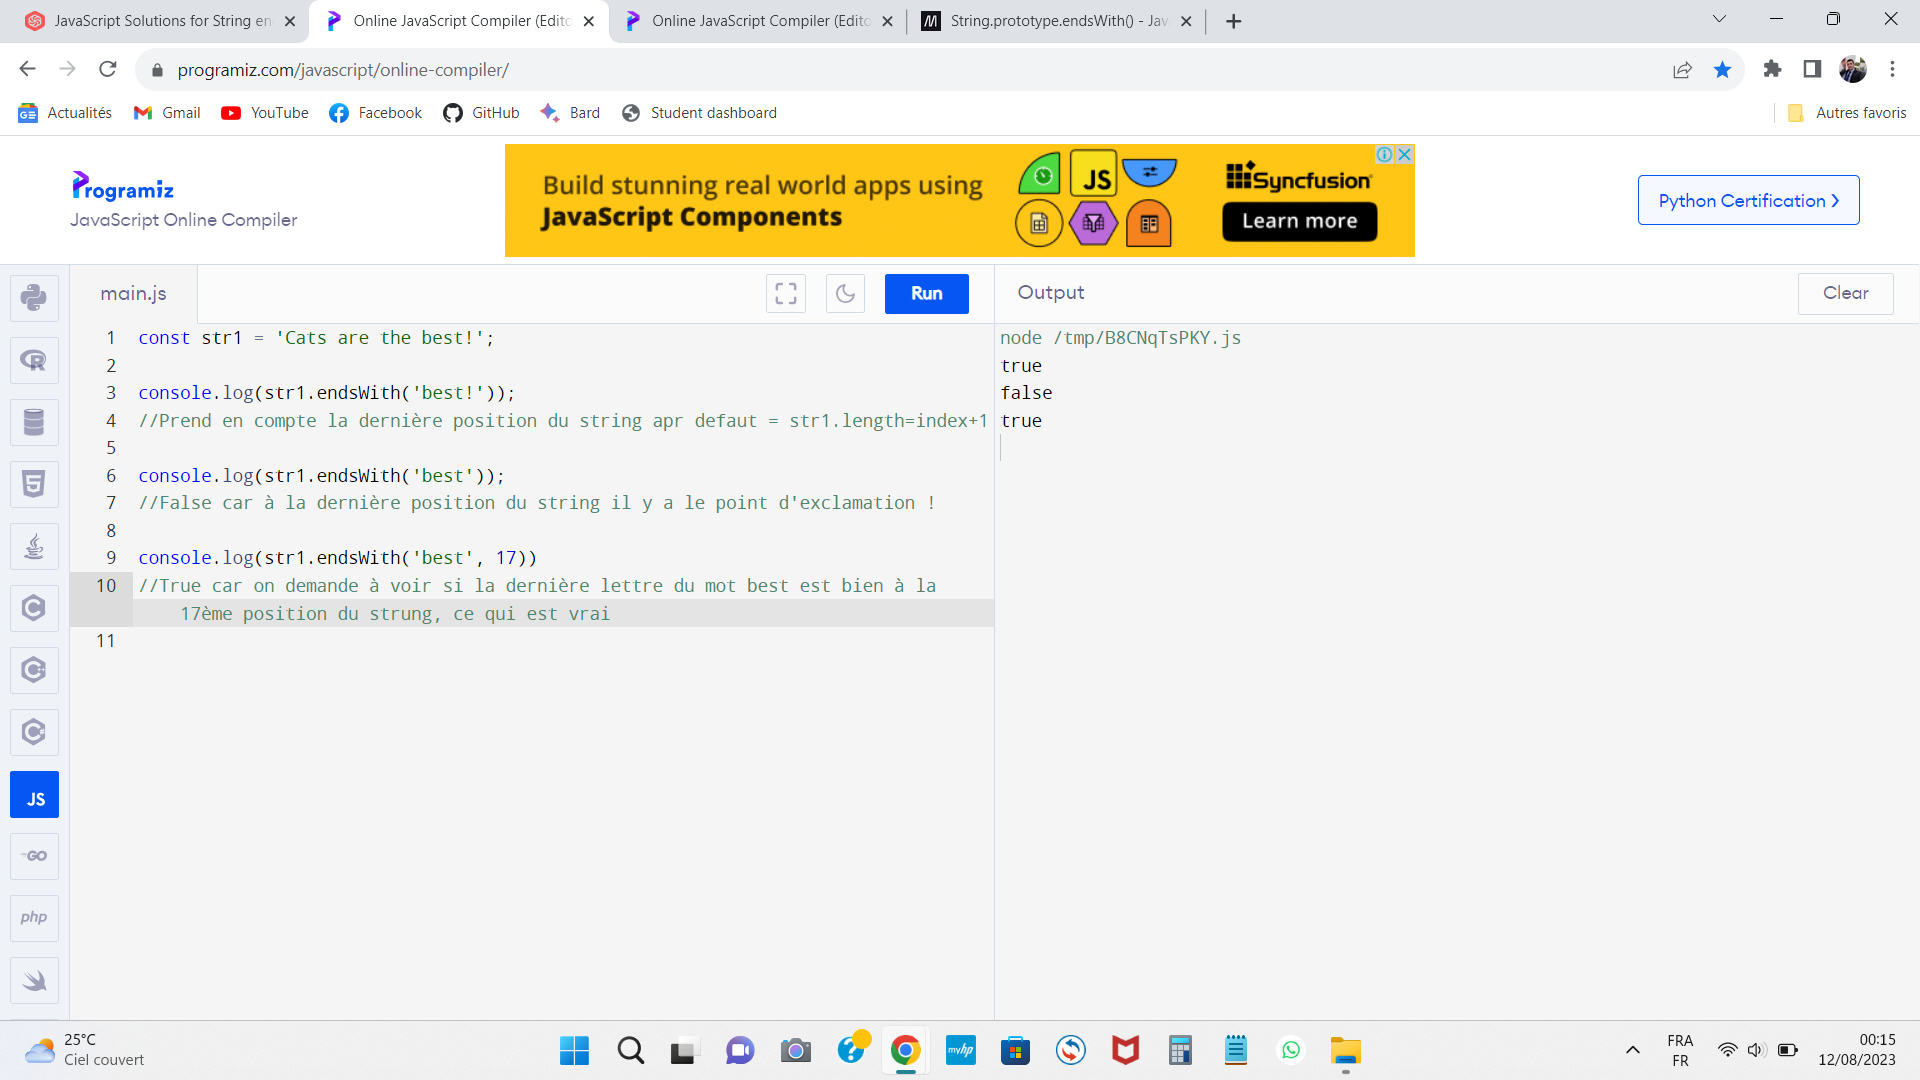 JavaScript Solutions for String en
Online JavaScript Compiler (Edito
Online JavaScript Compiler (Edito
String.prototype.endsWith() - Jav
programiz.com/javascript/online-compiler/
Actualités
Gmail
YouTube
Facebook
GitHub
Bard
Student dashboard
Autres favoris
Programiz
JavaScript Online Compiler
Build stunning real world apps using
JavaScript Components
JS
Syncfusion
Learn more
Python Certification
main.js
Run
Output
Clear
1 const str1 = 'Cats are the best!';
2
3 console.log(str1.endsWith('best!'));
4 //Prend en compte la dernière position du string apr defaut = str1.length=index+1
5
6 console.log(str1.endsWith('best'));
7 //False car à la dernière position du string il y a le point d'exclamation !
8
9 console.log(str1.endsWith('best', 17))
10 //True car on demande à voir si la dernière lettre du mot best est bien à la
17ème position du strung, ce qui est vrai
11
node /tmp/B8CNqTsPKY.js
true
false
true
JS
GO
php
25°C
Ciel couvert
myhp
FRA
FR
00:15
12/08/2023